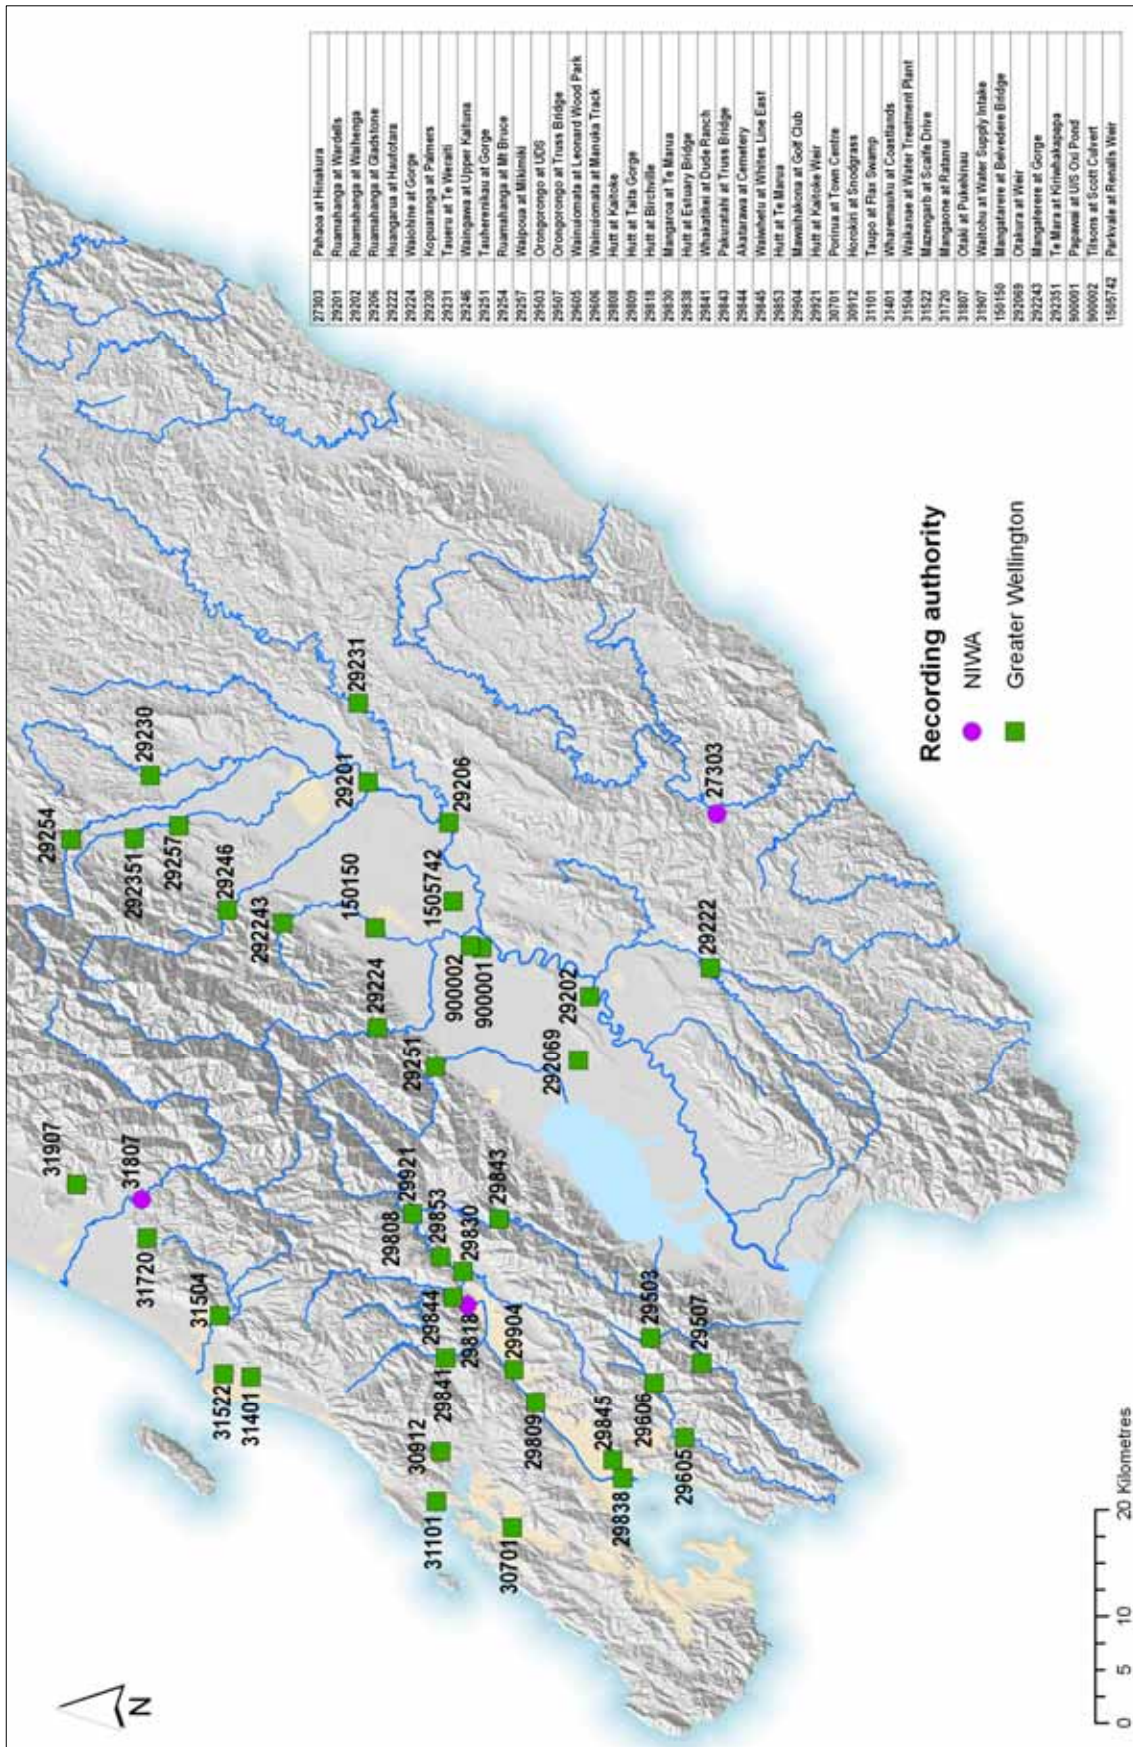 31907
31807
31720
31504
31522
31401
29254
292351
29257
29230
29246
292243
29231
29201
29206
150150
1505742
29224
900002
900001
29251
29202
292069
29222
27303
29921
29808
29853
29843
29830
29844
29818
29841
29904
29809
30912
31101
30701
29845
29838
29503
29507
29606
29605
N
0 5 10 20 Kilometres
Recording authority
NIWA
Greater Wellington
27303 Pahaoa at Hinakura
29201 Ruamahanga at Wardells
29202 Ruamahanga at Waihenga
29206 Ruamahanga at Gladstone
29222 Huangarua at Hautotara
29224 Waiohine at Gorge
29230 Kopuaranga at Palmers
29231 Taueru at Te Weraiti
29246 Waingawa at Upper Kaituna
29251 Tauherenikau at Gorge
29254 Ruamahanga at Mt Bruce
29257 Waipoua at Mikimiki
29503 Orongorongo at UDS
29507 Orongorongo at Truss Bridge
29605 Wainuiomata at Leonard Wood Park
29606 Wainuiomata at Manuka Track
29808 Hutt at Kaitoke
29809 Hutt at Taita Gorge
29818 Hutt at Birchville
29830 Mangaroa at Te Marua
29838 Hutt at Estuary Bridge
29841 Whakatikei at Dude Ranch
29843 Pakuratahi at Truss Bridge
29844 Akatarawa at Cemetery
29845 Waiwhetu at Whites Line East
29853 Hutt at Te Marua
29904 Mawaihakona at Golf Club
29921 Hutt at Kaitoke Weir
30701 Porirua at Town Centre
30912 Horokiri at Snodgrass
31101 Taupo at Flax Swamp
31401 Wharemauku at Coastlands
31504 Waikanae at Water Treatment Plant
31522 Mazengarb at Scaife Drive
31720 Mangaone at Ratanui
31807 Otaki at Pukehinau
31907 Waitohu at Water Supply Intake
150150 Mangatarere at Belvedere Bridge
292069 Otakura at Weir
292243 Mangaterere at Gorge
292351 Te Mara at Kiriwhakapapa
900001 Papawai at U/S Oxi Pond
900002 Tilsons at Scott Calvert
1505742 Parkvale at Renalls Weir